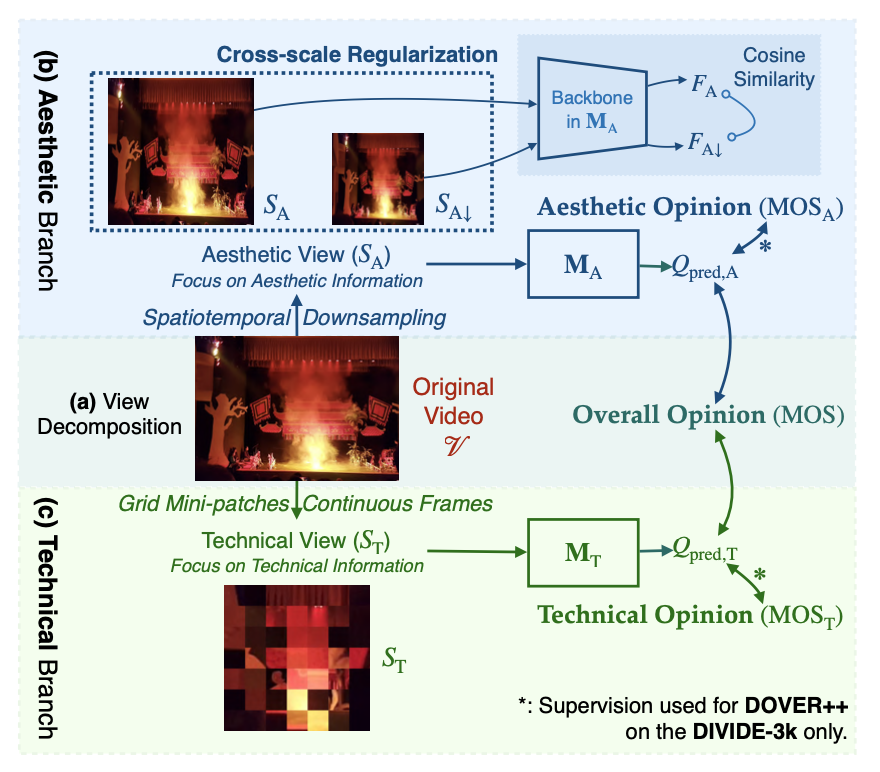 (b) Aesthetic Branch
Cross-scale Regularization
Cosine
Similarity
Backbone
in M_A
F_A
F_A↓
S_A
S_A↓
Aesthetic Opinion (MOS_A)
*
Aesthetic View (S_A)
Focus on Aesthetic Information
M_A
Q_pred,A
Spatiotemporal Downsampling
(a) View
Decomposition
Original
Video
𝒱
Overall Opinion (MOS)
(c) Technical Branch
Grid Mini-patches Continuous Frames
Technical View (S_T)
Focus on Technical Information
M_T
Q_pred,T
*
Technical Opinion (MOS_T)
S_T
*: Supervision used for DOVER++
on the DIVIDE-3k only.